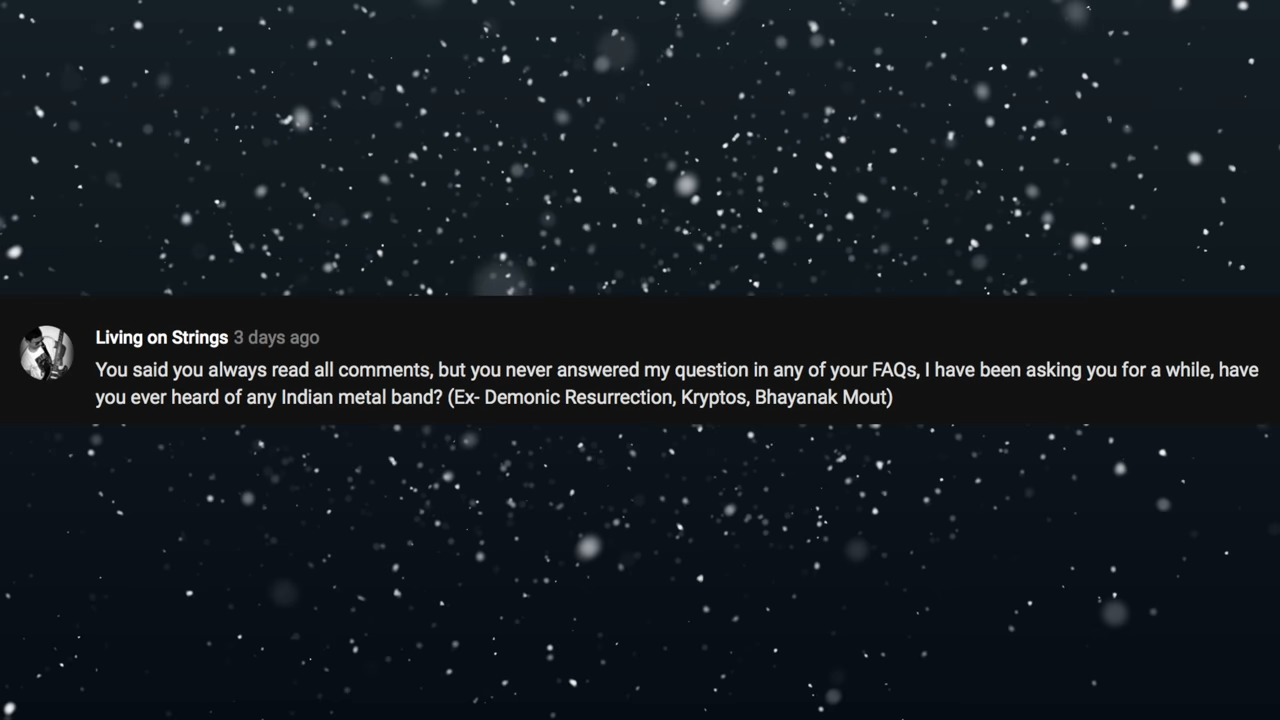 Living on Strings 3 days ago
You said you always read all comments, but you never answered my question in any of your FAQs, I have been asking you for a while, have
you ever heard of any Indian metal band? (Ex- Demonic Resurrection, Kryptos, Bhayanak Mout)